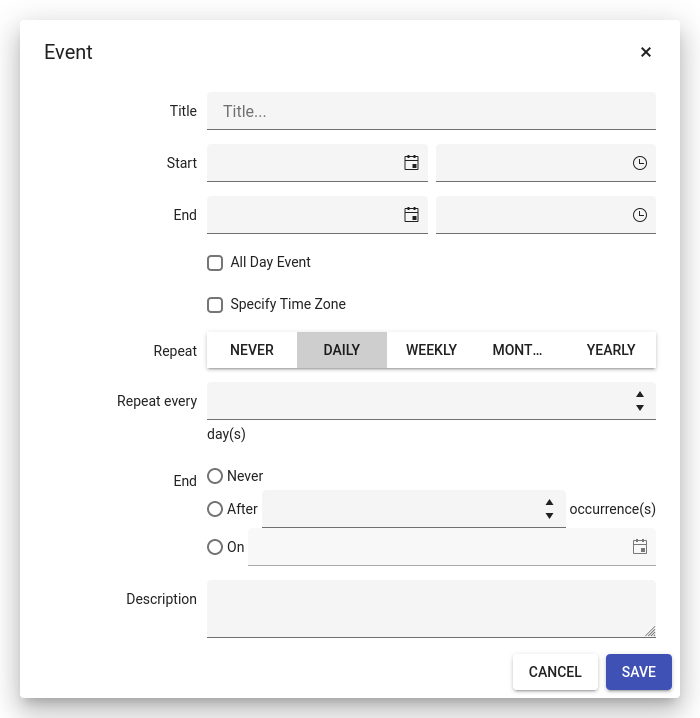 Event
Title Title...
Start
End
All Day Event
Specify Time Zone
Repeat NEVER DAILY WEEKLY MONT... YEARLY
Repeat every
day(s)
End Never
After occurrence(s)
On
Description
CANCEL SAVE